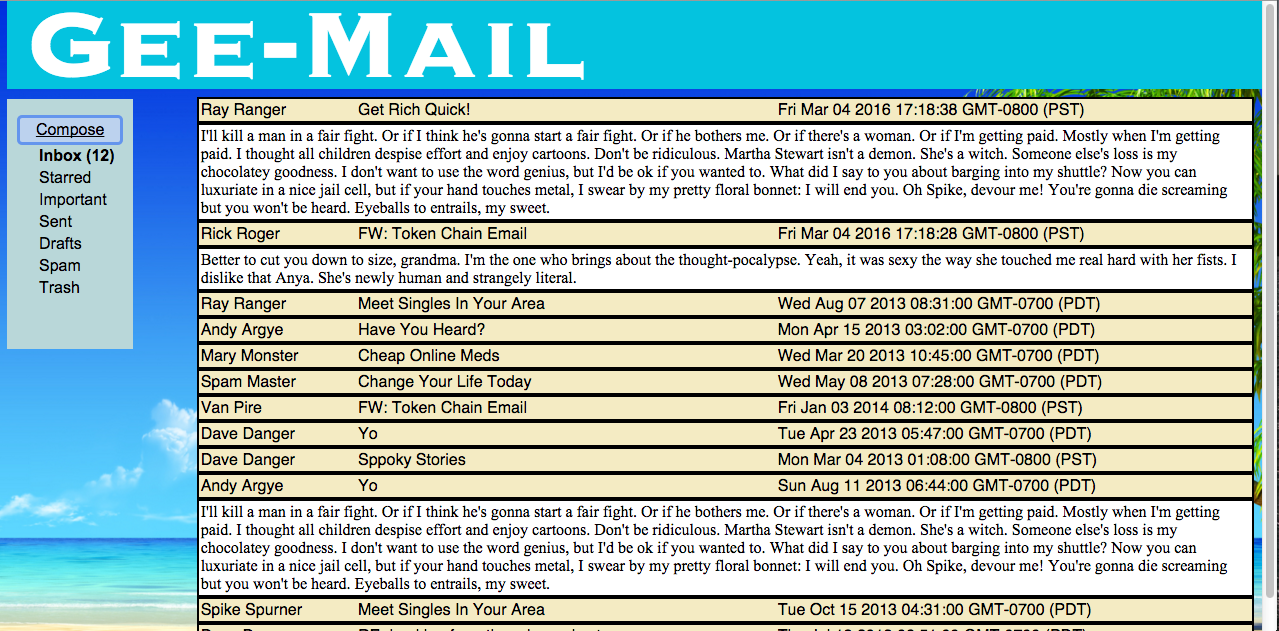 GEE-MAIL
Compose
Inbox (12)
Starred
Important
Sent
Drafts
Spam
Trash
Ray Ranger Get Rich Quick! Fri Mar 04 2016 17:18:38 GMT-0800 (PST)
I'll kill a man in a fair fight. Or if I think he's gonna start a fair fight. Or if he bothers me. Or if there's a woman. Or if I'm getting paid. Mostly when I'm getting
paid. I thought all children despise effort and enjoy cartoons. Don't be ridiculous. Martha Stewart isn't a demon. She's a witch. Someone else's loss is my
chocolatey goodness. I don't want to use the word genius, but I'd be ok if you wanted to. What did I say to you about barging into my shuttle? Now you can
luxuriate in a nice jail cell, but if your hand touches metal, I swear by my pretty floral bonnet: I will end you. Oh Spike, devour me! You're gonna die screaming
but you won't be heard. Eyeballs to entrails, my sweet.
Rick Roger FW: Token Chain Email Fri Mar 04 2016 17:18:28 GMT-0800 (PST)
Better to cut you down to size, grandma. I'm the one who brings about the thought-pocalypse. Yeah, it was sexy the way she touched me real hard with her fists. I
dislike that Anya. She's newly human and strangely literal.
Ray Ranger Meet Singles In Your Area Wed Aug 07 2013 08:31:00 GMT-0700 (PDT)
Andy Argye Have You Heard? Mon Apr 15 2013 03:02:00 GMT-0700 (PDT)
Mary Monster Cheap Online Meds Wed Mar 20 2013 10:45:00 GMT-0700 (PDT)
Spam Master Change Your Life Today Wed May 08 2013 07:28:00 GMT-0700 (PDT)
Van Pire FW: Token Chain Email Fri Jan 03 2014 08:12:00 GMT-0800 (PST)
Dave Danger Yo Tue Apr 23 2013 05:47:00 GMT-0700 (PDT)
Dave Danger Sppoky Stories Mon Mar 04 2013 01:08:00 GMT-0800 (PST)
Andy Argye Yo Sun Aug 11 2013 06:44:00 GMT-0700 (PDT)
I'll kill a man in a fair fight. Or if I think he's gonna start a fair fight. Or if he bothers me. Or if there's a woman. Or if I'm getting paid. Mostly when I'm getting
paid. I thought all children despise effort and enjoy cartoons. Don't be ridiculous. Martha Stewart isn't a demon. She's a witch. Someone else's loss is my
chocolatey goodness. I don't want to use the word genius, but I'd be ok if you wanted to. What did I say to you about barging into my shuttle? Now you can
luxuriate in a nice jail cell, but if your hand touches metal, I swear by my pretty floral bonnet: I will end you. Oh Spike, devour me! You're gonna die screaming
but you won't be heard. Eyeballs to entrails, my sweet.
Spike Spurner Meet Singles In Your Area Tue Oct 15 2013 04:31:00 GMT-0700 (PDT)